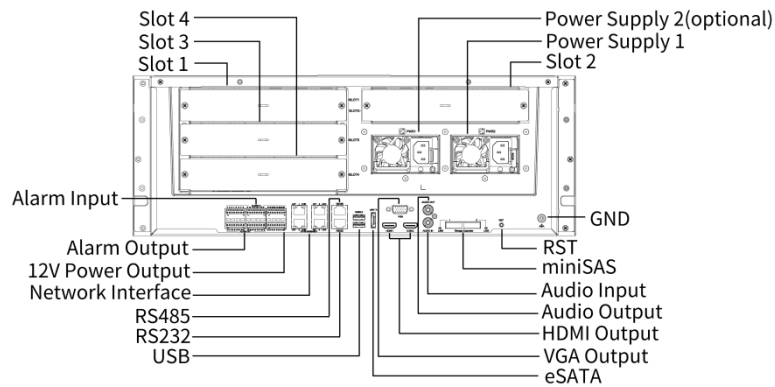 Slot 4
Slot 3
Slot 1
Power Supply 2(optional)
Power Supply 1
Slot 2
Alarm Input
Alarm Output
12V Power Output
Network Interface
RS485
RS232
USB
GND
RST
miniSAS
Audio Input
Audio Output
HDMI Output
VGA Output
eSATA